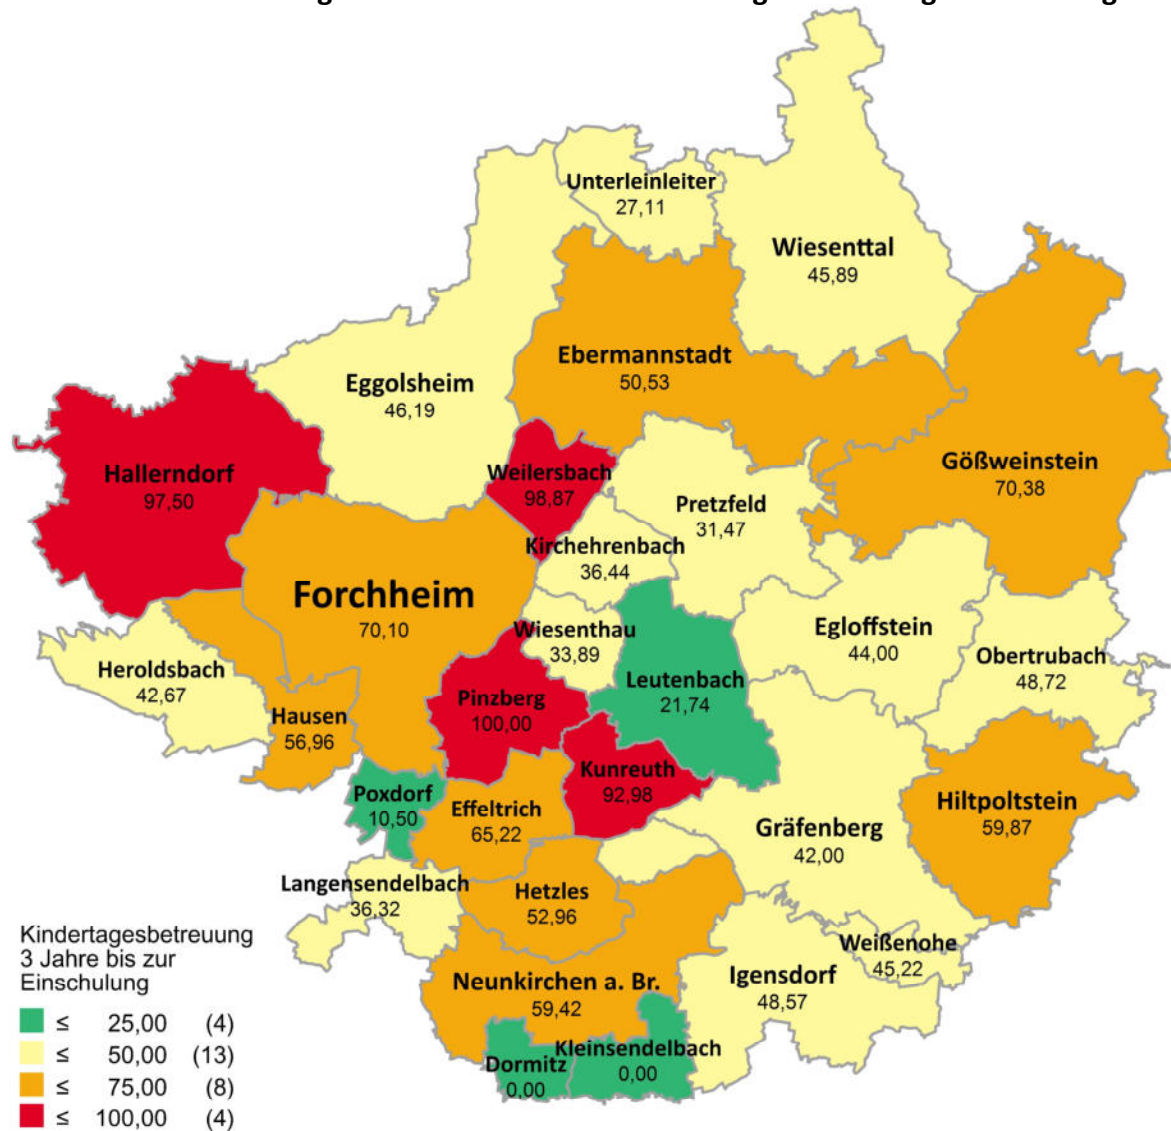 Unterleinleiter
27,11
Wiesenttal
45,89
Ebermannstadt
50,53
Eggolsheim
46,19
Hallerndorf
97,50
Weilersbach
98,87
Gößweinstein
70,38
Pretzfeld
31,47
Kirchehrenbach
36,44
Forchheim
70,10
Wiesenthau
33,89
Egloffstein
44,00
Obertrubach
48,72
Heroldsbach
42,67
Leutenbach
21,74
Pinzberg
100,00
Hausen
56,96
Kunreuth
92,98
Poxdorf
10,50
Effeltrich
65,22
Hiltpoltstein
59,87
Gräfenberg
42,00
Langensendelbach
36,32
Hetzles
52,96
Weißenohe
45,22
Neunkirchen a. Br.
59,42
Igensdorf
48,57
Dormitz
0,00
Kleinsendelbach
0,00
Kindertagesbetreuung
3 Jahre bis zur
Einschulung
≤ 25,00 (4)
≤ 50,00 (13)
≤ 75,00 (8)
≤ 100,00 (4)